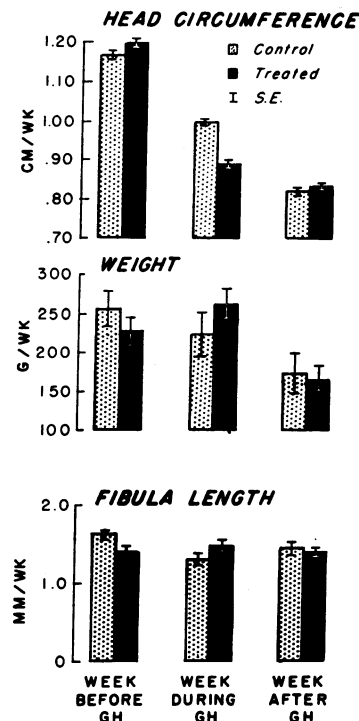 HEAD CIRCUMFERENCE
Control
Treated
S.E.
CM/WK
1.20
1.10
1.00
.90
.80
.70
WEIGHT
G/WK
300
250
200
150
100
FIBULA LENGTH
MM/WK
2.0
1.0
0
WEEK BEFORE GH
WEEK DURING GH
WEEK AFTER GH